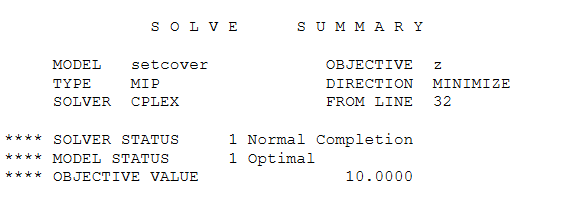 S O L V E      S U M M A R Y
MODEL   setcover            OBJECTIVE  z
TYPE    MIP                 DIRECTION  MINIMIZE
SOLVER  CPLEX               FROM LINE  32
**** SOLVER STATUS     1 Normal Completion
**** MODEL STATUS      1 Optimal
**** OBJECTIVE VALUE               10.0000